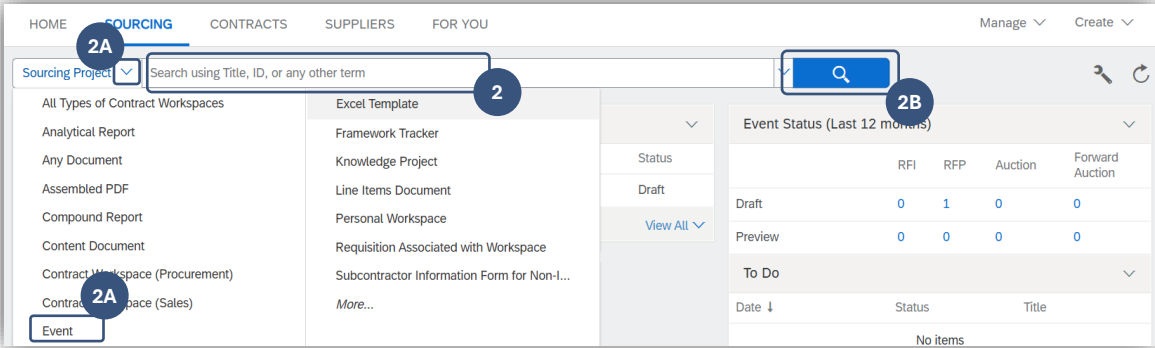 HOME SOURCING CONTRACTS SUPPLIERS FOR YOU Manage Create
2A
Sourcing Project Search using Title, ID, or any other term
2
2B
All Types of Contract Workspaces
Analytical Report
Any Document
Assembled PDF
Compound Report
Content Document
Contract Workspace (Procurement)
Contract Workspace (Sales)
2A
Event
Excel Template
Framework Tracker
Knowledge Project
Line Items Document
Personal Workspace
Requisition Associated with Workspace
Subcontractor Information Form for Non-I...
More...
Status
Draft
View All
Event Status (Last 12 months)
RFI RFP Auction Forward Auction
Draft 0 1 0 0
Preview 0 0 0 0
To Do
Date ↓ Status Title
No items